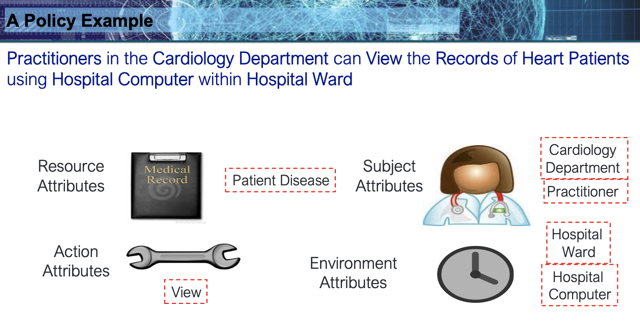 A Policy Example
Practitioners in the Cardiology Department can View the Records of Heart Patients
using Hospital Computer within Hospital Ward
Resource
Attributes
Medical
Record
Patient Disease
Subject
Attributes
Cardiology
Department
Practitioner
Action
Attributes
View
Environment
Attributes
Hospital
Ward
Hospital
Computer